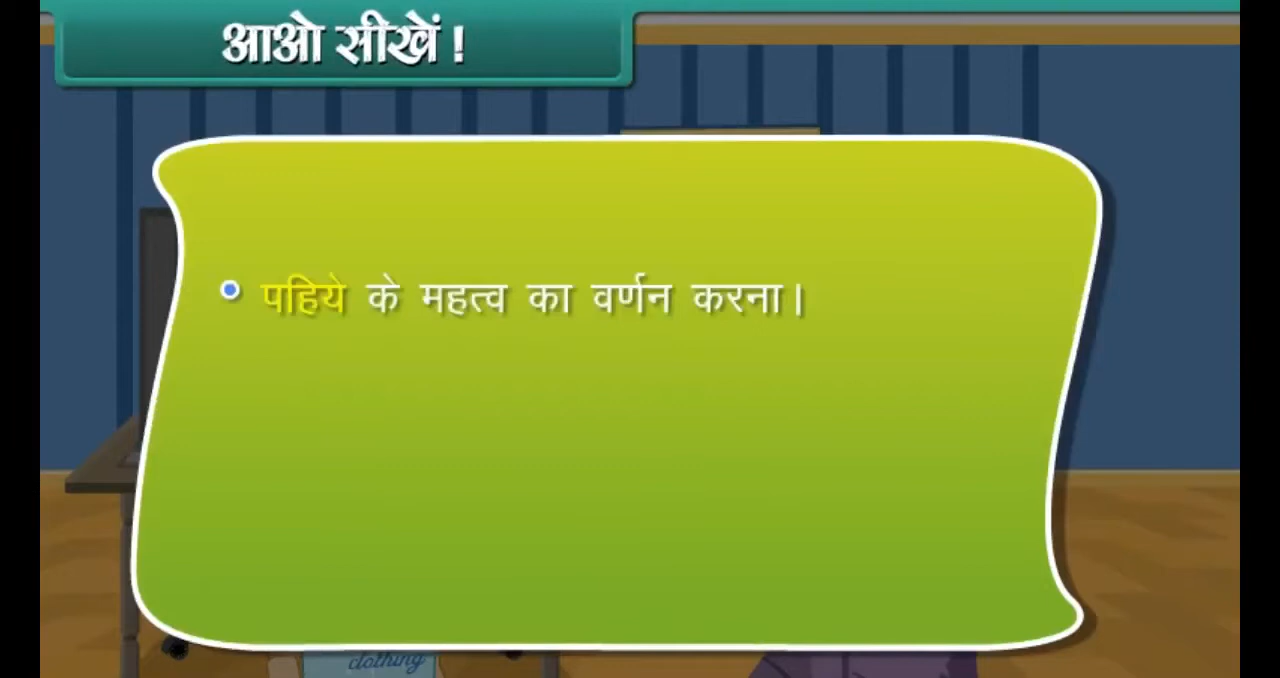 आओ सीखें!
पहिये के महत्व का वर्णन करना।
clothing